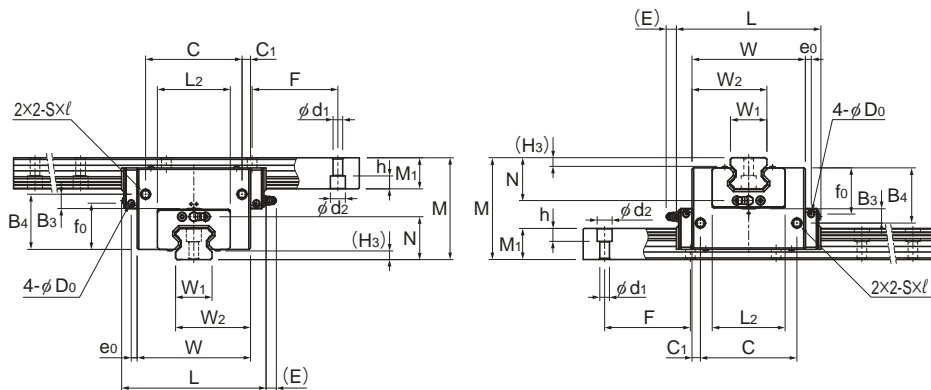 C
C1
L2
F
2×2-S×ℓ
φd1
h
M1
M
B4
B3
f0
φd2
(H3)
N
4-φD0
W1
W2
e0
W
L
(E)
(E)
L
W
e0
W2
W1
4-φD0
(H3)
N
M
h
M1
φd2
f0
B3
B4
φd1
2×2-S×ℓ
F
L2
C1
C